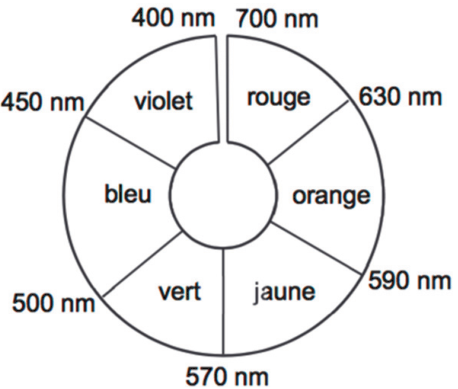 400 nm 700 nm
violet rouge
450 nm 630 nm
bleu orange
vert jaune
500 nm 590 nm
570 nm